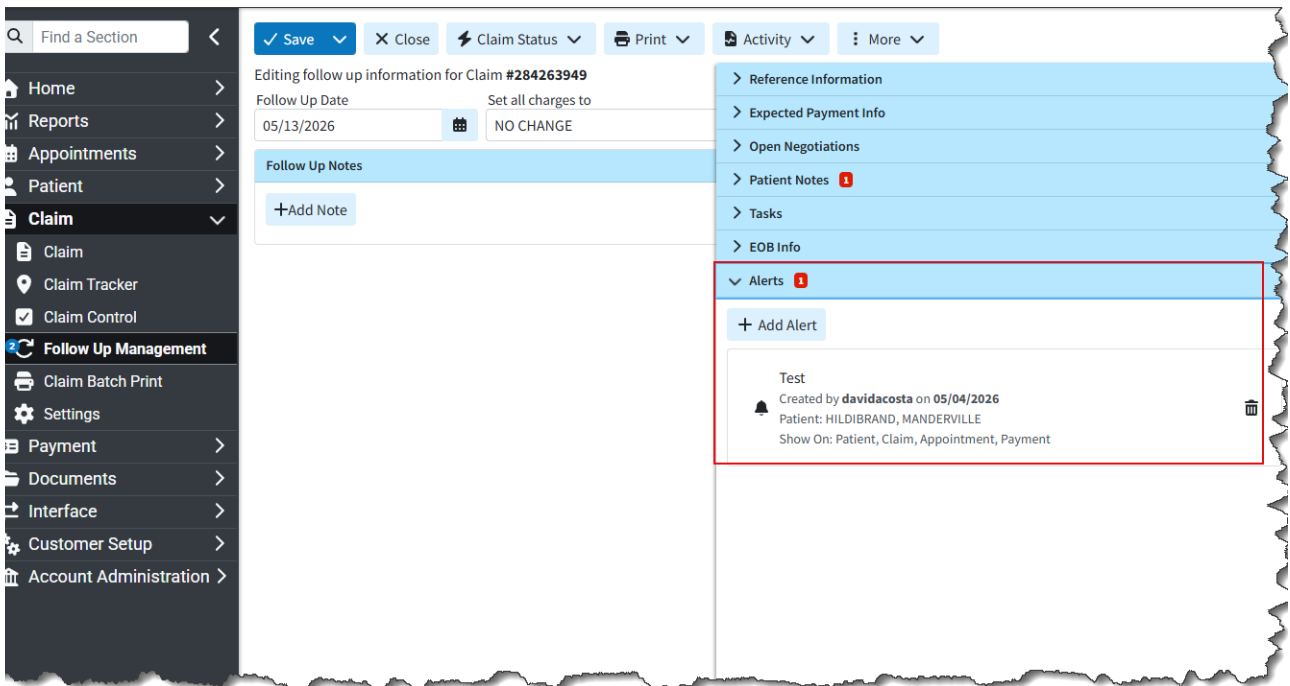 Find a Section
Home
Reports
Appointments
Patient
Claim
Claim
Claim Tracker
Claim Control
2
Follow Up Management
Claim Batch Print
Settings
Payment
Documents
Interface
Customer Setup
Account Administration
Save
Close
Claim Status
Print
Activity
More
Editing follow up information for Claim #284263949
Follow Up Date
Set all charges to
05/13/2026
NO CHANGE
Follow Up Notes
+Add Note
Reference Information
Expected Payment Info
Open Negotiations
Patient Notes 1
Tasks
EOB Info
Alerts 1
+ Add Alert
Test
Created by davidacosta on 05/04/2026
Patient: HILDIBRAND, MANDERVILLE
Show On: Patient, Claim, Appointment, Payment